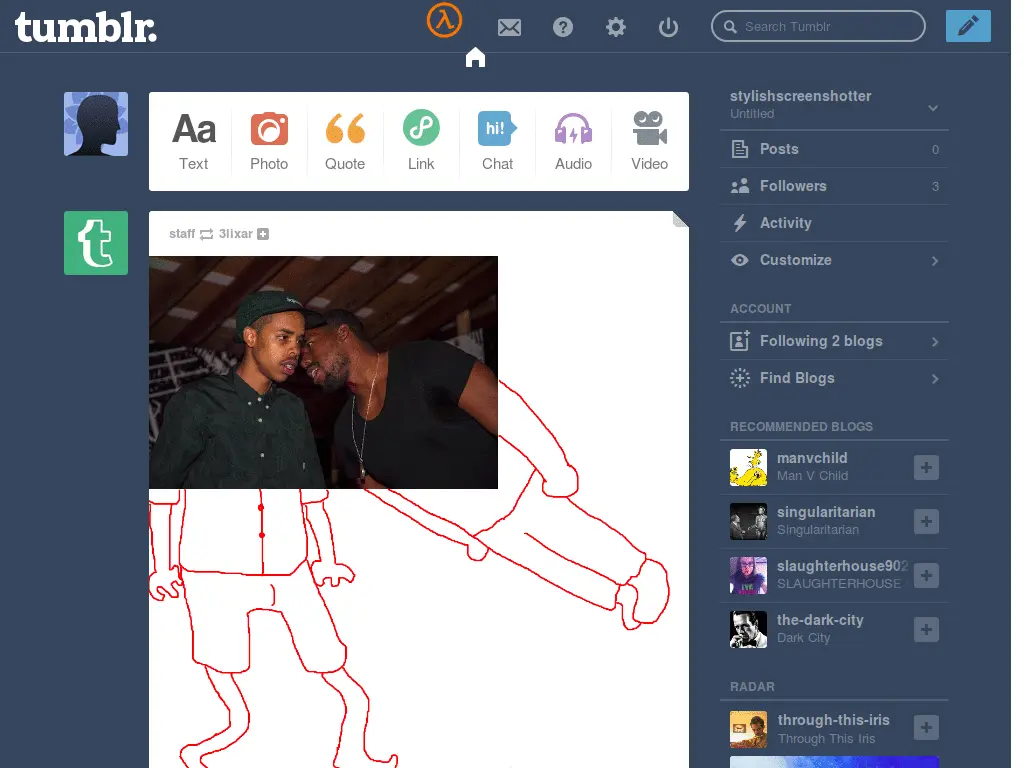 tumblr.
Search Tumblr
Aa
Text
Photo
Quote
Link
hi!
Chat
Audio
Video
staff 3lixar
stylishscreenshotter
Untitled
Posts 0
Followers 3
Activity
Customize
ACCOUNT
Following 2 blogs
Find Blogs
RECOMMENDED BLOGS
manvchild
Man V Child
singularitarian
Singularitarian
slaughterhouse902
SLAUGHTERHOUSE
the-dark-city
Dark City
RADAR
through-this-iris
Through This Iris